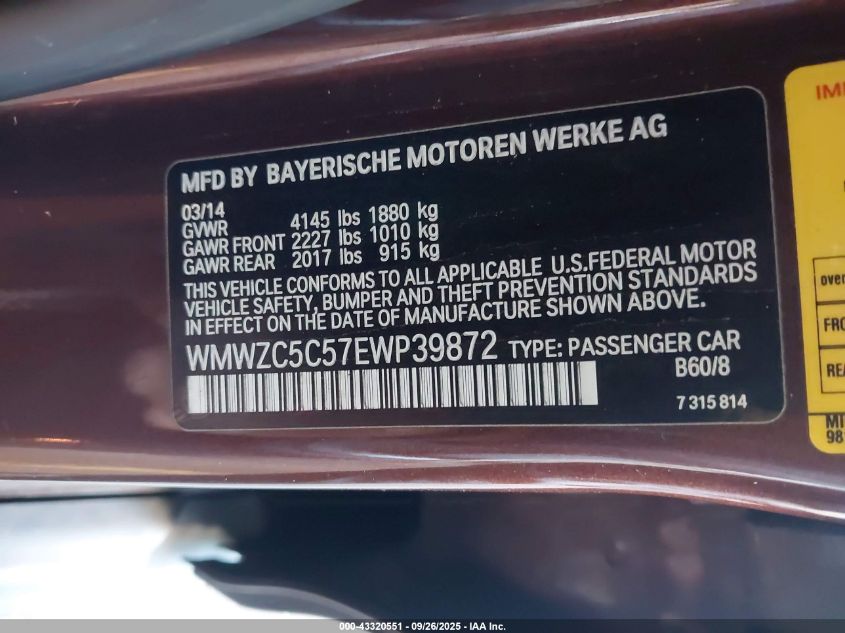 MFD BY BAYERISCHE MOTOREN WERKE AG
03/14
GVWR 4145 lbs 1880 kg
GAWR FRONT 2227 lbs 1010 kg
GAWR REAR 2017 lbs 915 kg
THIS VEHICLE CONFORMS TO ALL APPLICABLE U.S.FEDERAL MOTOR
VEHICLE SAFETY, BUMPER AND THEFT PREVENTION STANDARDS
IN EFFECT ON THE DATE OF MANUFACTURE SHOWN ABOVE.
WMWZC5C57EWP39872 TYPE: PASSENGER CAR
B60/8
7 315 814
000-43320551 - 09/26/2025 - IAA Inc.